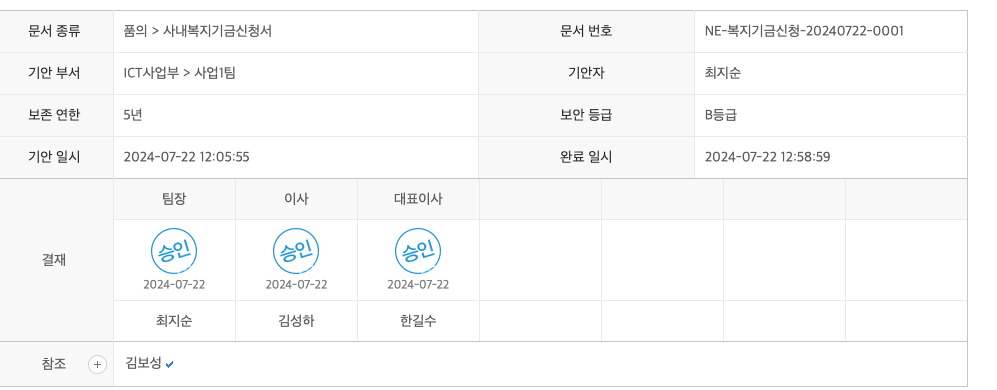 문서 종류 품의 > 사내복지기금신청서 문서 번호 NE-복지기금신청-20240722-0001
기안 부서 ICT사업부 > 사업1팀 기안자 최지순
보존 연한 5년 보안 등급 B등급
기안 일시 2024-07-22 12:05:55 완료 일시 2024-07-22 12:58:59
결재
팀장 이사 대표이사
승인 승인 승인
2024-07-22 2024-07-22 2024-07-22
최지순 김성하 한길수
참조 + 김보성